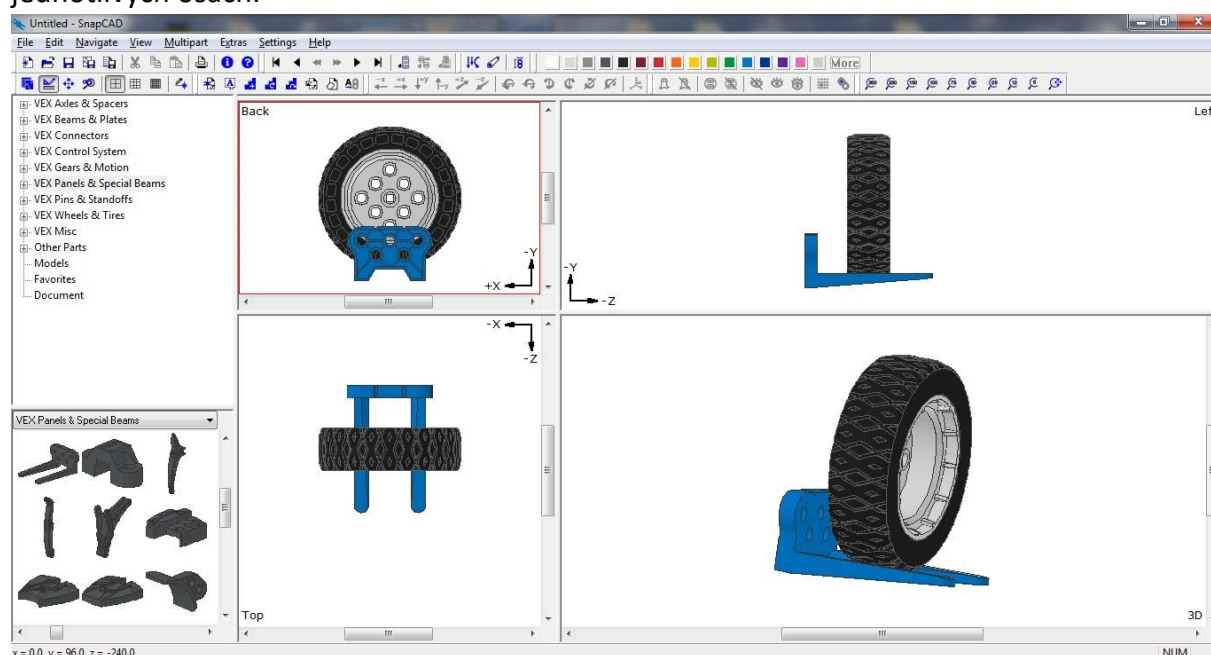 jednotlivých osách.
Untitled - SnapCAD
File Edit Navigate View Multipart Extras Settings Help
More
VEX Axles & Spacers
VEX Beams & Plates
VEX Connectors
VEX Control System
VEX Gears & Motion
VEX Panels & Special Beams
VEX Pins & Standoffs
VEX Wheels & Tires
VEX Misc
Other Parts
Models
Favorites
Document
VEX Panels & Special Beams
Back
-Y
+X
Lef
-Y
-Z
-X
-Z
Top
3D
x = 0.0 y = 96.0 z = -240.0
NUM